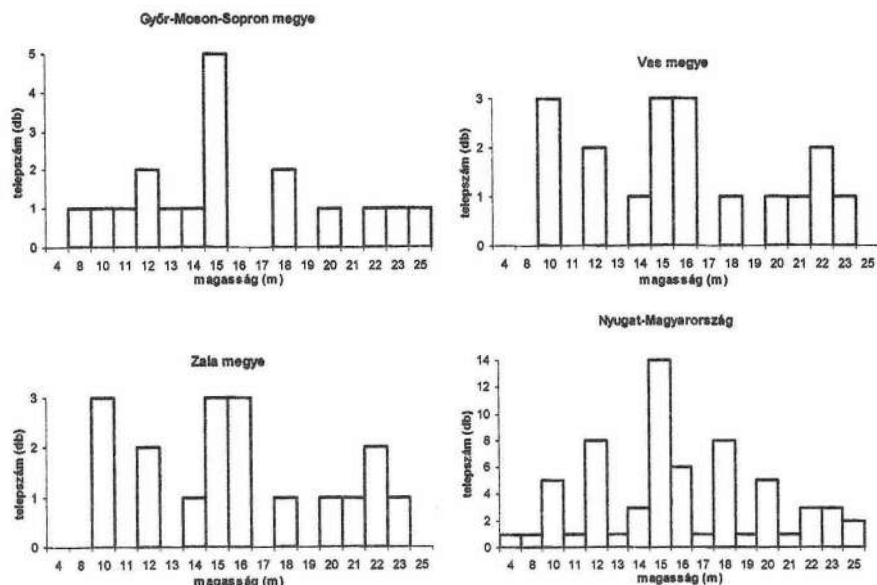 Győr-Moson-Sopron megye
telepszám (db)
5
4
3
2
1
0
4 8 10 11 12 13 14 15 16 17 18 19 20 21 22 23 25
magasság (m)
Vas megye
telepszám (db)
3
2
1
0
4 8 10 11 12 13 14 15 16 17 18 19 20 21 22 23 25
magasság (m)
Zala megye
telepszám (db)
3
2
1
0
4 8 10 11 12 13 14 15 16 17 18 19 20 21 22 23 25
magasság (m)
Nyugat-Magyarország
telepszám (db)
14
12
10
8
6
4
2
0
4 8 10 11 12 13 14 15 16 17 18 19 20 21 22 23 25
magasság (m)